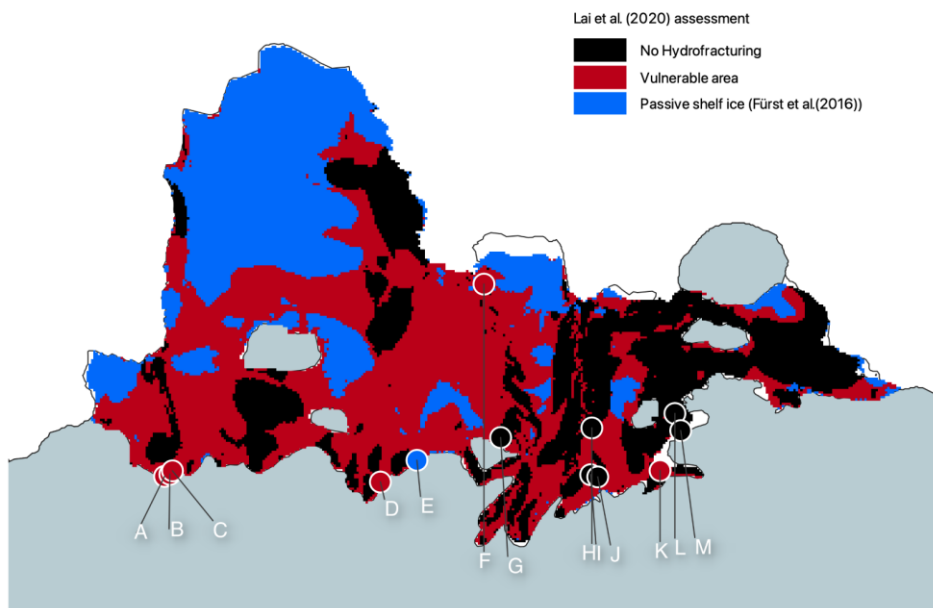 Lai et al. (2020) assessment
No Hydrofracturing
Vulnerable area
Passive shelf ice (Fürst et al.(2016))
A
B
C
D
E
F
G
H
I
J
K
L
M